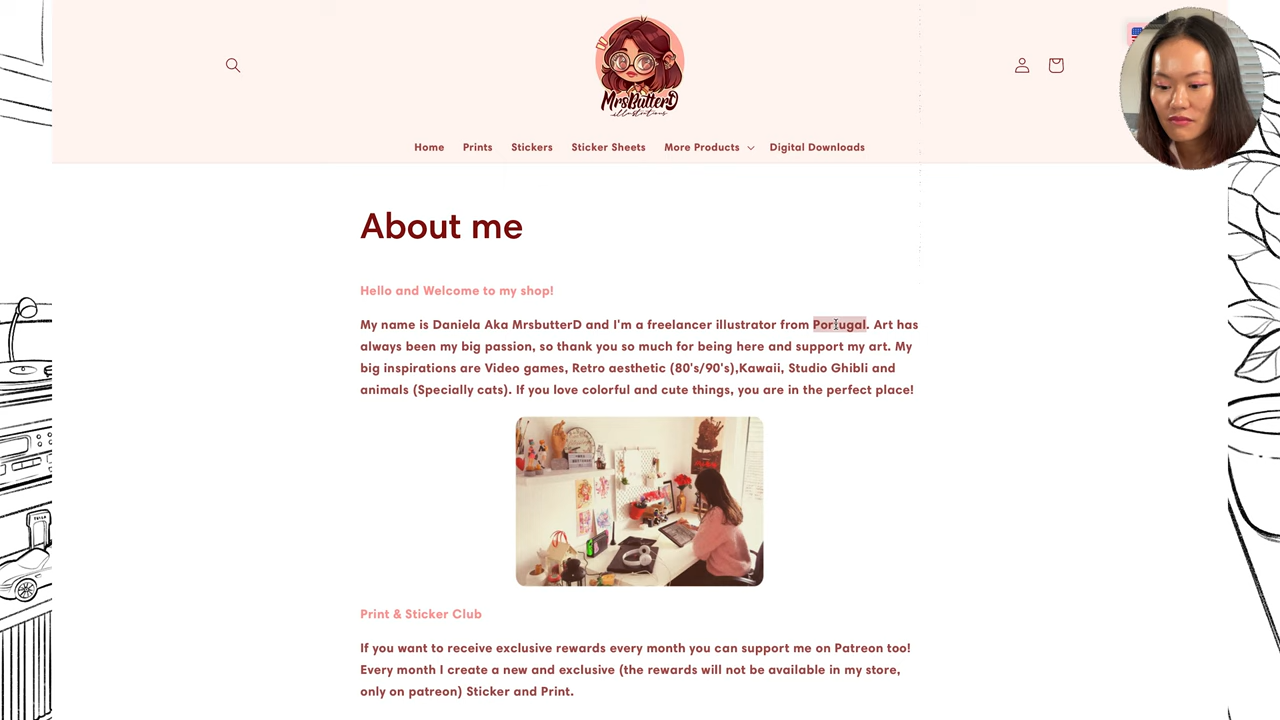 MrsButterD
illustrations
Home Prints Stickers Sticker Sheets More Products Digital Downloads
About me
Hello and Welcome to my shop!
My name is Daniela Aka MrsbutterD and I'm a freelancer illustrator from Portugal. Art has
always been my big passion, so thank you so much for being here and support my art. My
big inspirations are Video games, Retro aesthetic (80's/90's),Kawaii, Studio Ghibli and
animals (Specially cats). If you love colorful and cute things, you are in the perfect place!
Print & Sticker Club
If you want to receive exclusive rewards every month you can support me on Patreon too!
Every month I create a new and exclusive (the rewards will not be available in my store,
only on patreon) Sticker and Print.